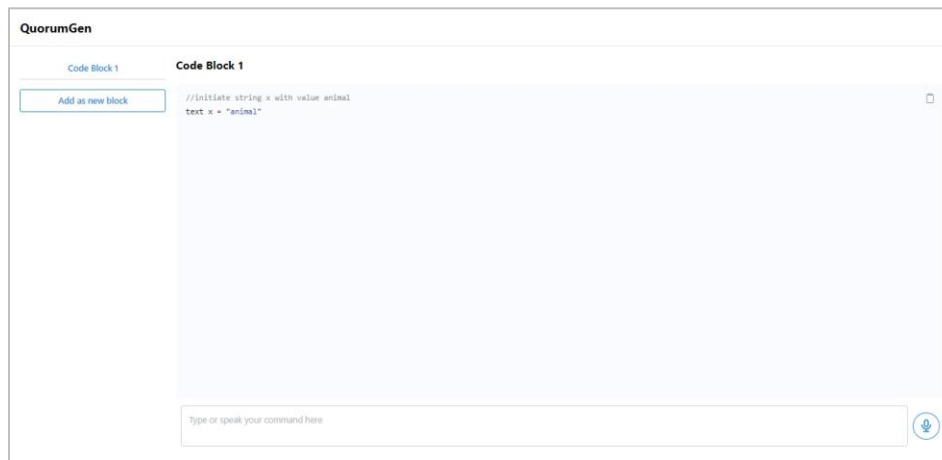 QuorumGen
Code Block 1
Add as new block
Code Block 1
//initiate string x with value animal
text x = "animal"
Type or speak your command here